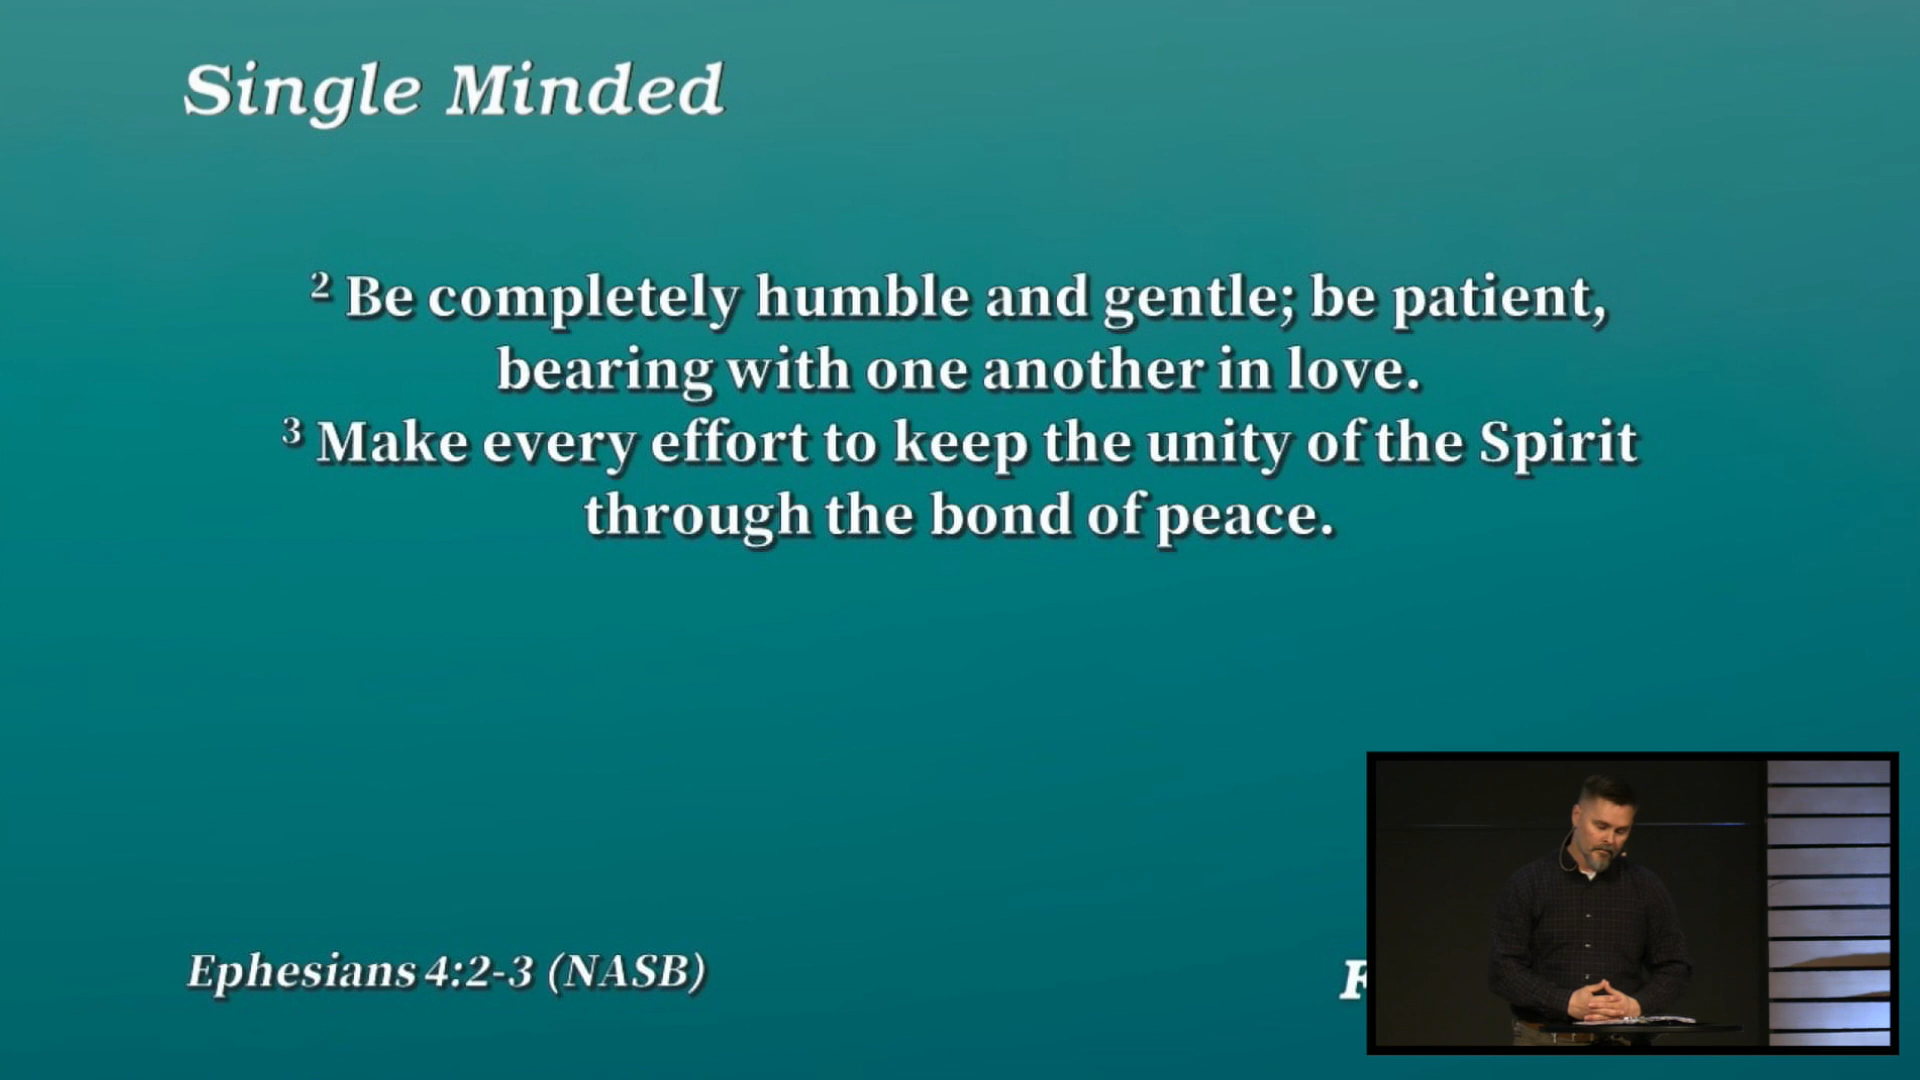 Single Minded
2 Be completely humble and gentle; be patient,
bearing with one another in love.
3 Make every effort to keep the unity of the Spirit
through the bond of peace.
Ephesians 4:2-3 (NASB)